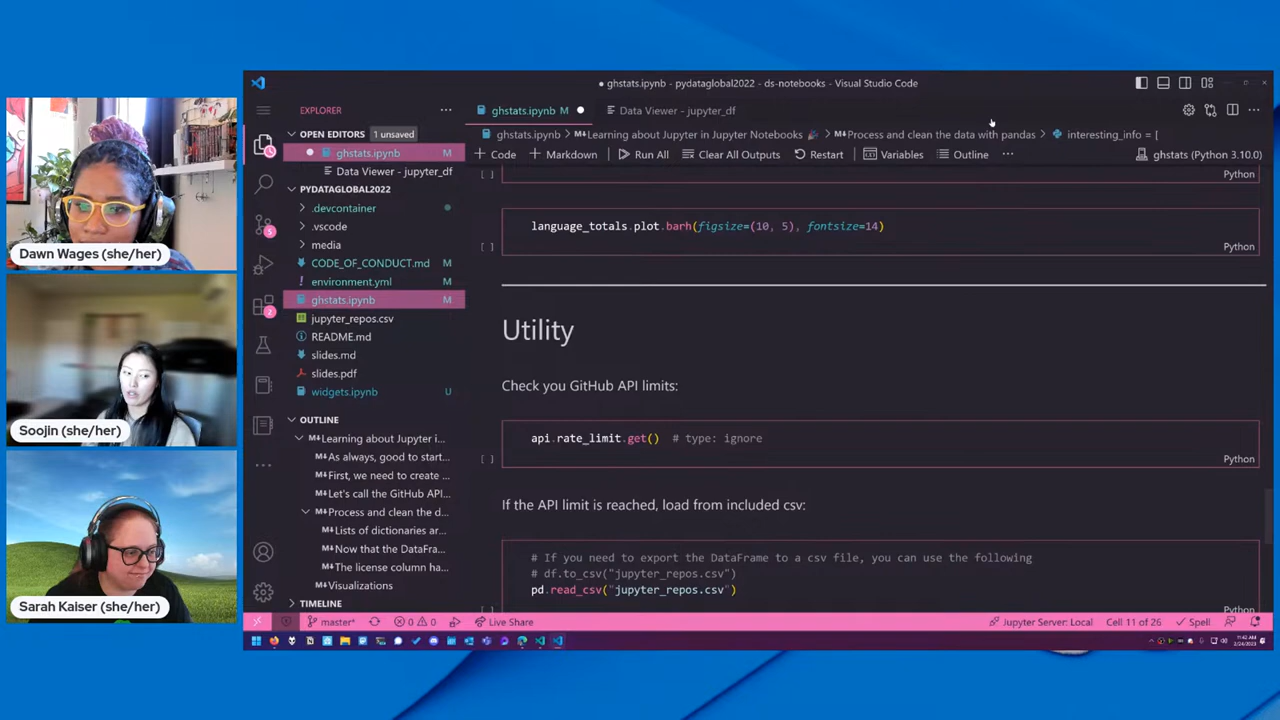 Dawn Wages (she/her)
Soojin (she/her)
Sarah Kaiser (she/her)
● ghstats.ipynb - pydataglobal2022 - ds-notebooks - Visual Studio Code
EXPLORER
OPEN EDITORS 1 unsaved
ghstats.ipynb M
Data Viewer - jupyter_df
PYDATAGLOBAL2022
.devcontainer
.vscode
media
CODE_OF_CONDUCT.md M
environment.yml M
ghstats.ipynb M
jupyter_repos.csv
README.md
slides.md
slides.pdf
widgets.ipynb U
OUTLINE
Learning about Jupyter i...
As always, good to start...
First, we need to create ...
Let's call the GitHub API...
Process and clean the d...
Lists of dictionaries ar...
Now that the DataFra...
The license column ha...
Visualizations
TIMELINE
ghstats.ipynb M ●
Data Viewer - jupyter_df
ghstats.ipynb > Learning about Jupyter in Jupyter Notebooks 🎉 > Process and clean the data with pandas > interesting_info = [
+ Code + Markdown Run All Clear All Outputs Restart Variables Outline ··· ghstats (Python 3.10.0)
[ ] Python
language_totals.plot.barh(figsize=(10, 5), fontsize=14)
[ ] Python
Utility
Check you GitHub API limits:
api.rate_limit.get() # type: ignore
[ ] Python
If the API limit is reached, load from included csv:
# If you need to export the DataFrame to a csv file, you can use the following
# df.to_csv("jupyter_repos.csv")
pd.read_csv("jupyter_repos.csv")
[ ] Python
master* 0 0 Live Share Jupyter Server: Local Cell 11 of 26 Spell
11:42 AM
2/24/2023